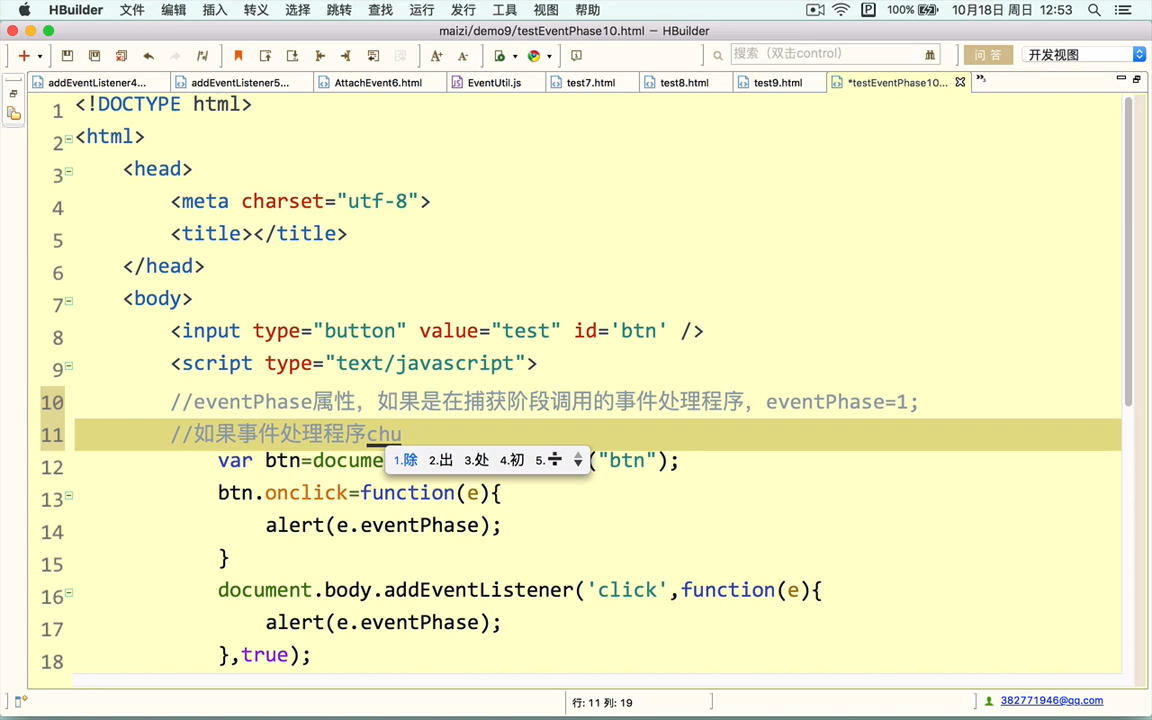 HBuilder 文件 编辑 插入 转义 选择 跳转 查找 运行 发行 工具 视图 帮助 100% 10月18日 周日 12:53
maizi/demo9/testEventPhase10.html — HBuilder
搜索（双击control） 问 答 开发视图
addEventListener4... addEventListener5... AttachEvent6.html EventUtil.js test7.html test8.html test9.html *testEventPhase10...
1 <!DOCTYPE html>
2 <html>
3 <head>
4 <meta charset="utf-8">
5 <title></title>
6 </head>
7 <body>
8 <input type="button" value="test" id='btn' />
9 <script type="text/javascript">
10 //eventPhase属性，如果是在捕获阶段调用的事件处理程序，eventPhase=1;
11 //如果事件处理程序chu
1.除 2.出 3.处 4.初 5.÷
12 var btn=docume ("btn");
13 btn.onclick=function(e){
14 alert(e.eventPhase);
15 }
16 document.body.addEventListener('click',function(e){
17 alert(e.eventPhase);
18 },true);
行: 11 列: 19 382771946@qq.com